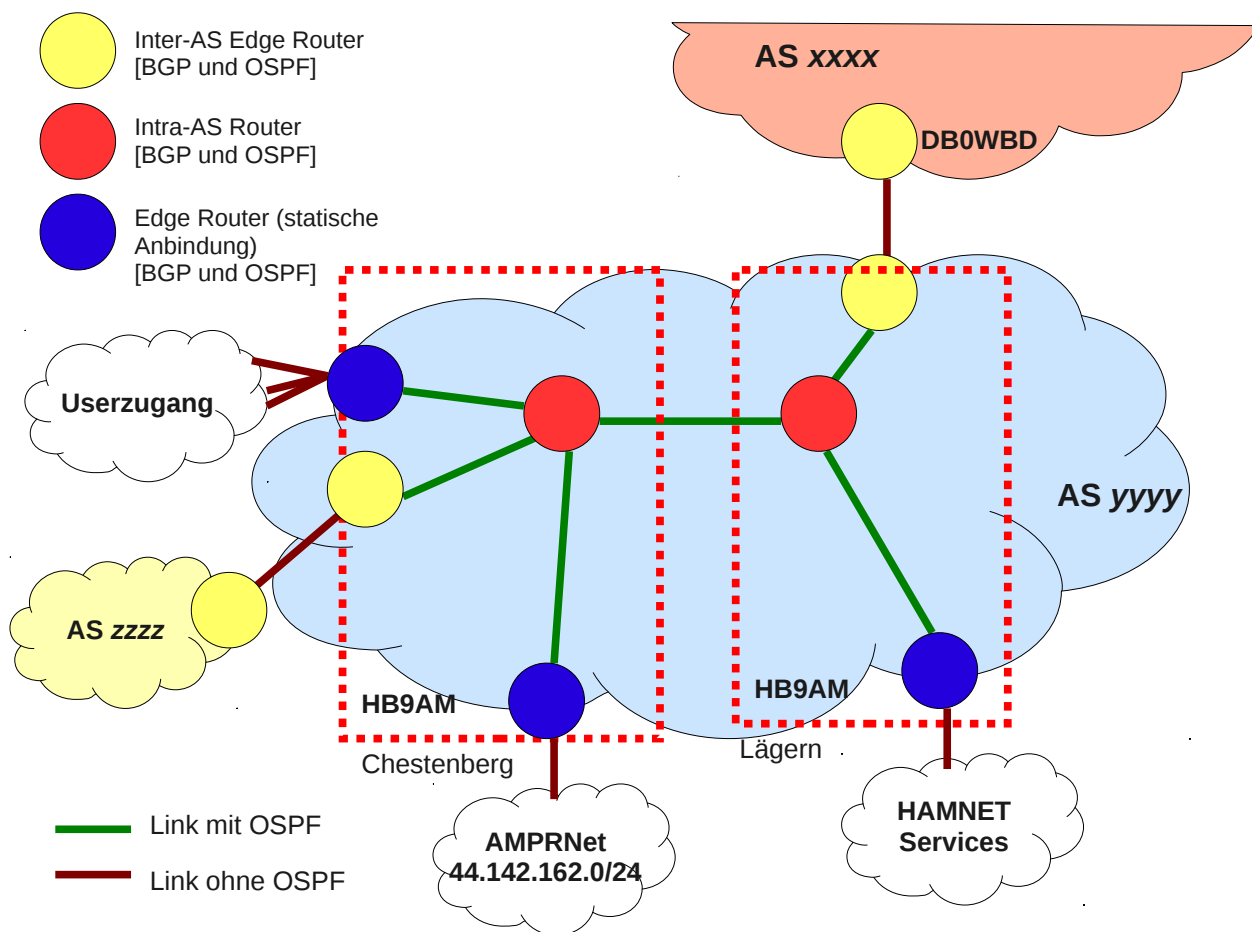 Inter-AS Edge Router
[BGP und OSPF]
Intra-AS Router
[BGP und OSPF]
Edge Router (statische
Anbindung)
[BGP und OSPF]
AS xxxx
DB0WBD
Userzugang
AS yyyy
AS zzzz
HB9AM
Chestenberg
HB9AM
Lägern
AMPRNet
44.142.162.0/24
HAMNET
Services
Link mit OSPF
Link ohne OSPF